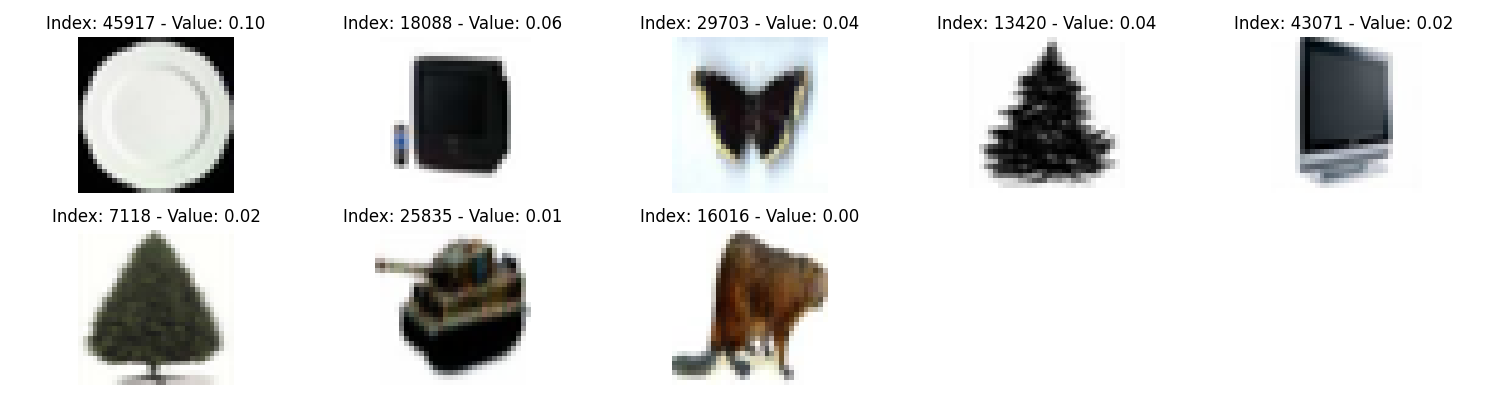 Index: 45917 - Value: 0.10
Index: 18088 - Value: 0.06
Index: 29703 - Value: 0.04
Index: 13420 - Value: 0.04
Index: 43071 - Value: 0.02
Index: 7118 - Value: 0.02
Index: 25835 - Value: 0.01
Index: 16016 - Value: 0.00